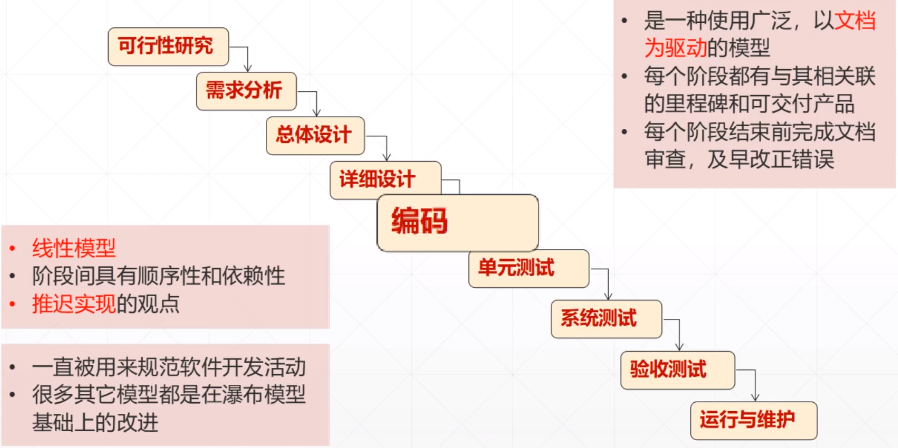 可行性研究
需求分析
总体设计
详细设计
编码
单元测试
系统测试
验收测试
运行与维护
• 是一种使用广泛，以文档
为驱动的模型
• 每个阶段都有与其相关联
的里程碑和可交付产品
• 每个阶段结束前完成文档
审查，及早改正错误
• 线性模型
• 阶段间具有顺序性和依赖性
• 推迟实现的观点
• 一直被用来规范软件开发活动
• 很多其它模型都是在瀑布模型
基础上的改进